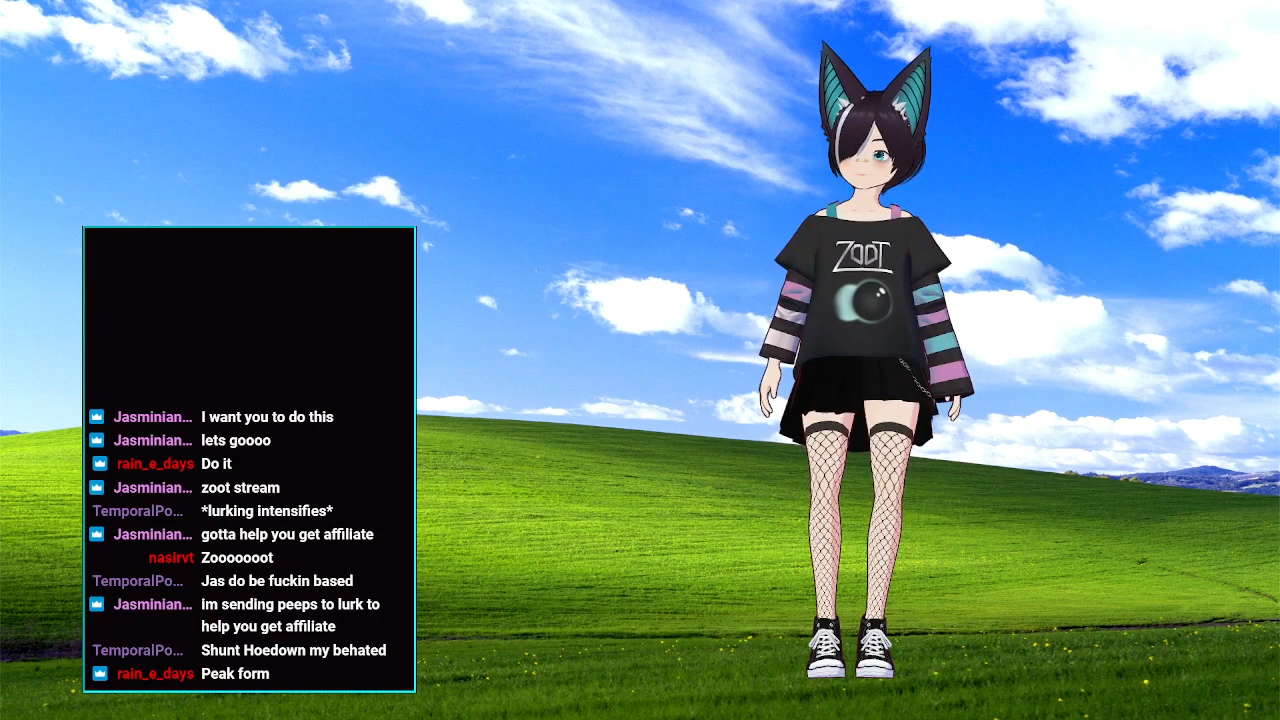 ZOOT
Jasminian... I want you to do this
Jasminian... lets goooo
rain_e_days Do it
Jasminian... zoot stream
TemporalPo... *lurking intensifies*
Jasminian... gotta help you get affiliate
nasirvt Zooooooot
TemporalPo... Jas do be fuckin based
Jasminian... im sending peeps to lurk to
help you get affiliate
TemporalPo... Shunt Hoedown my behated
rain_e_days Peak form